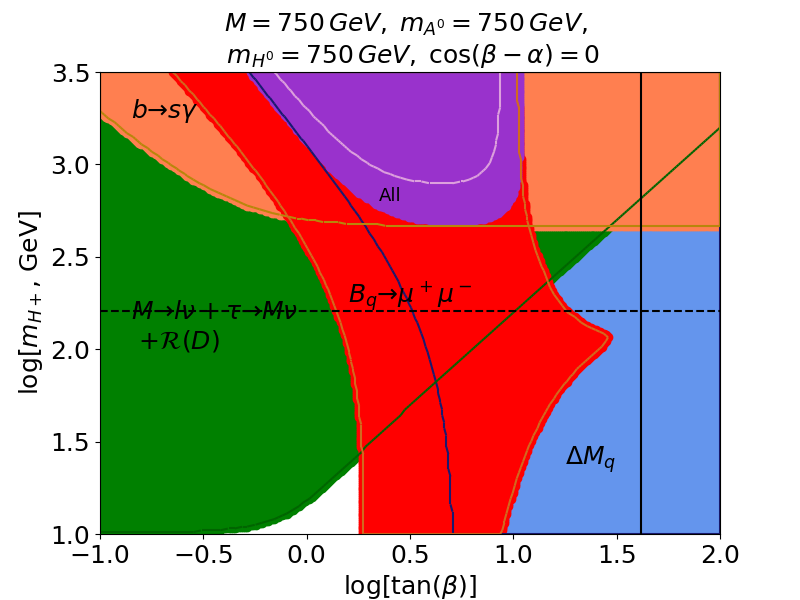 M = 750 GeV, m_{A^0} = 750 GeV,
m_{H^0} = 750 GeV, cos(β − α) = 0
3.5
3.0
2.5
2.0
1.5
1.0
log[m_{H+}, GeV]
b→sγ
All
B_q→μ^+μ^−
M→lν + τ→Mν
+ℛ(D)
ΔM_q
−1.0 −0.5 0.0 0.5 1.0 1.5 2.0
log[tan(β)]